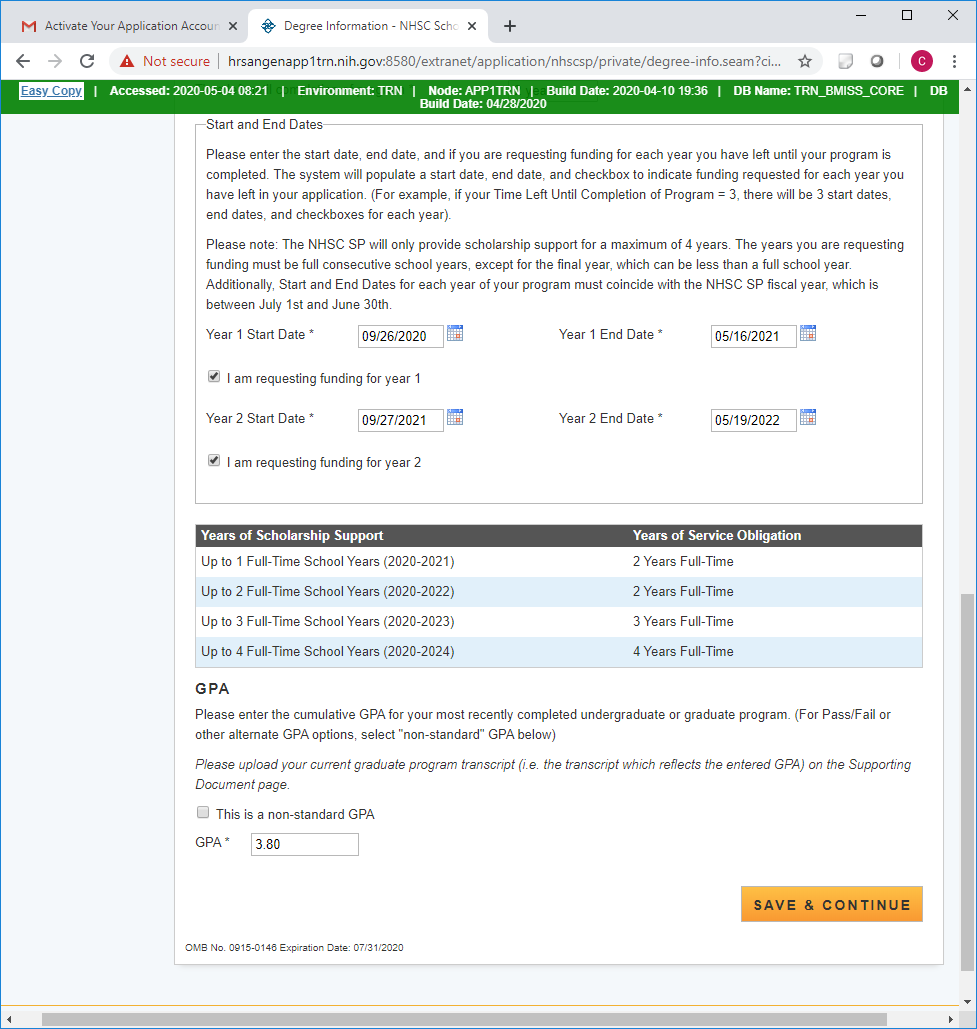 Activate Your Application Accoun
Degree Information - NHSC Scho
Not secure | hrsangenapp1trn.nih.gov:8580/extranet/application/nhscsp/private/degree-info.seam?ci...
C
Easy Copy | Accessed: 2020-05-04 08:21 | Environment: TRN | Node: APP1TRN | Build Date: 2020-04-10 19:36 | DB Name: TRN_BMISS_CORE | DB
Build Date: 04/28/2020
Start and End Dates
Please enter the start date, end date, and if you are requesting funding for each year you have left until your program is
completed. The system will populate a start date, end date, and checkbox to indicate funding requested for each year you
have left in your application. (For example, if your Time Left Until Completion of Program = 3, there will be 3 start dates,
end dates, and checkboxes for each year).
Please note: The NHSC SP will only provide scholarship support for a maximum of 4 years. The years you are requesting
funding must be full consecutive school years, except for the final year, which can be less than a full school year.
Additionally, Start and End Dates for each year of your program must coincide with the NHSC SP fiscal year, which is
between July 1st and June 30th.
Year 1 Start Date * 09/26/2020 Year 1 End Date * 05/16/2021
I am requesting funding for year 1
Year 2 Start Date * 09/27/2021 Year 2 End Date * 05/19/2022
I am requesting funding for year 2
Years of Scholarship Support Years of Service Obligation
Up to 1 Full-Time School Years (2020-2021) 2 Years Full-Time
Up to 2 Full-Time School Years (2020-2022) 2 Years Full-Time
Up to 3 Full-Time School Years (2020-2023) 3 Years Full-Time
Up to 4 Full-Time School Years (2020-2024) 4 Years Full-Time
GPA
Please enter the cumulative GPA for your most recently completed undergraduate or graduate program. (For Pass/Fail or
other alternate GPA options, select "non-standard" GPA below)
Please upload your current graduate program transcript (i.e. the transcript which reflects the entered GPA) on the Supporting
Document page.
This is a non-standard GPA
GPA * 3.80
SAVE & CONTINUE
OMB No. 0915-0146 Expiration Date: 07/31/2020